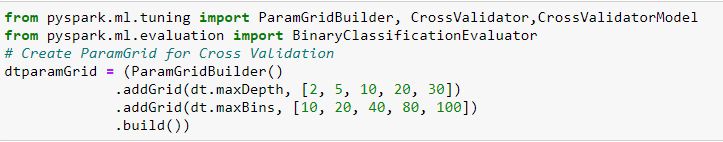 from pyspark.ml.tuning import ParamGridBuilder, CrossValidator,CrossValidatorModel
from pyspark.ml.evaluation import BinaryClassificationEvaluator
# Create ParamGrid for Cross Validation
dtparamGrid = (ParamGridBuilder()
             .addGrid(dt.maxDepth, [2, 5, 10, 20, 30])
             .addGrid(dt.maxBins, [10, 20, 40, 80, 100])
             .build())